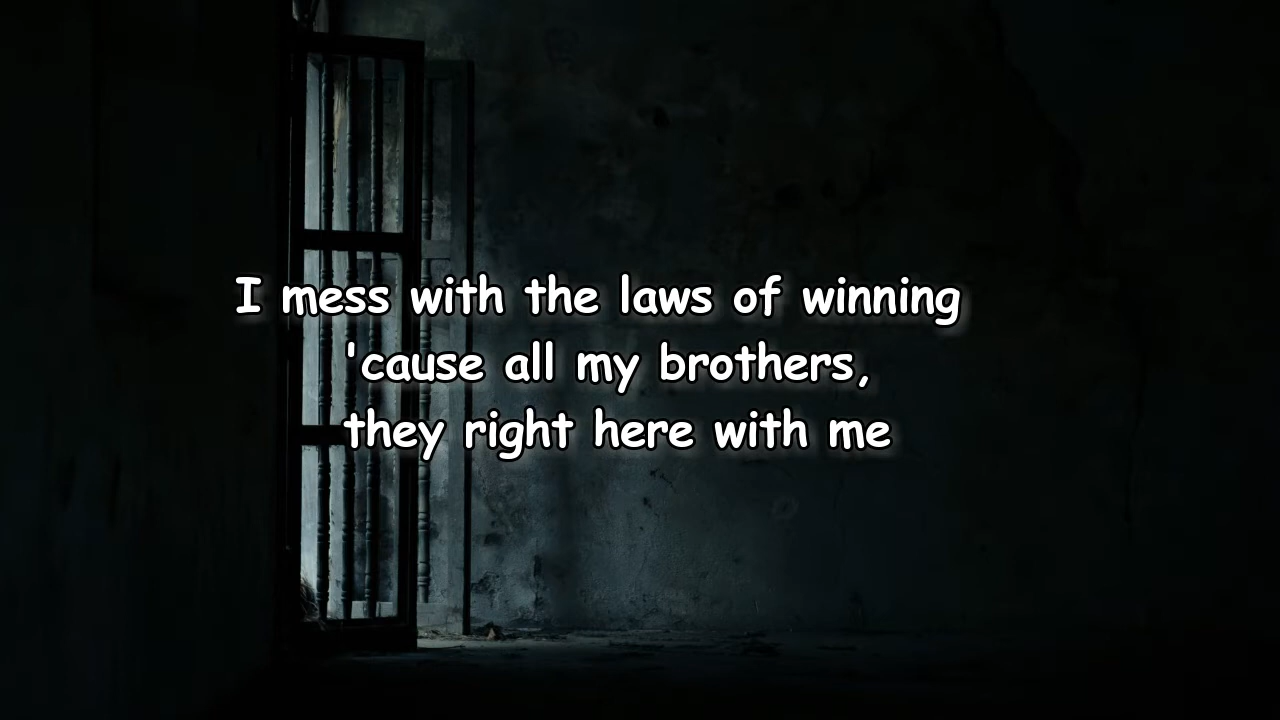 I mess with the laws of winning
'cause all my brothers,
they right here with me